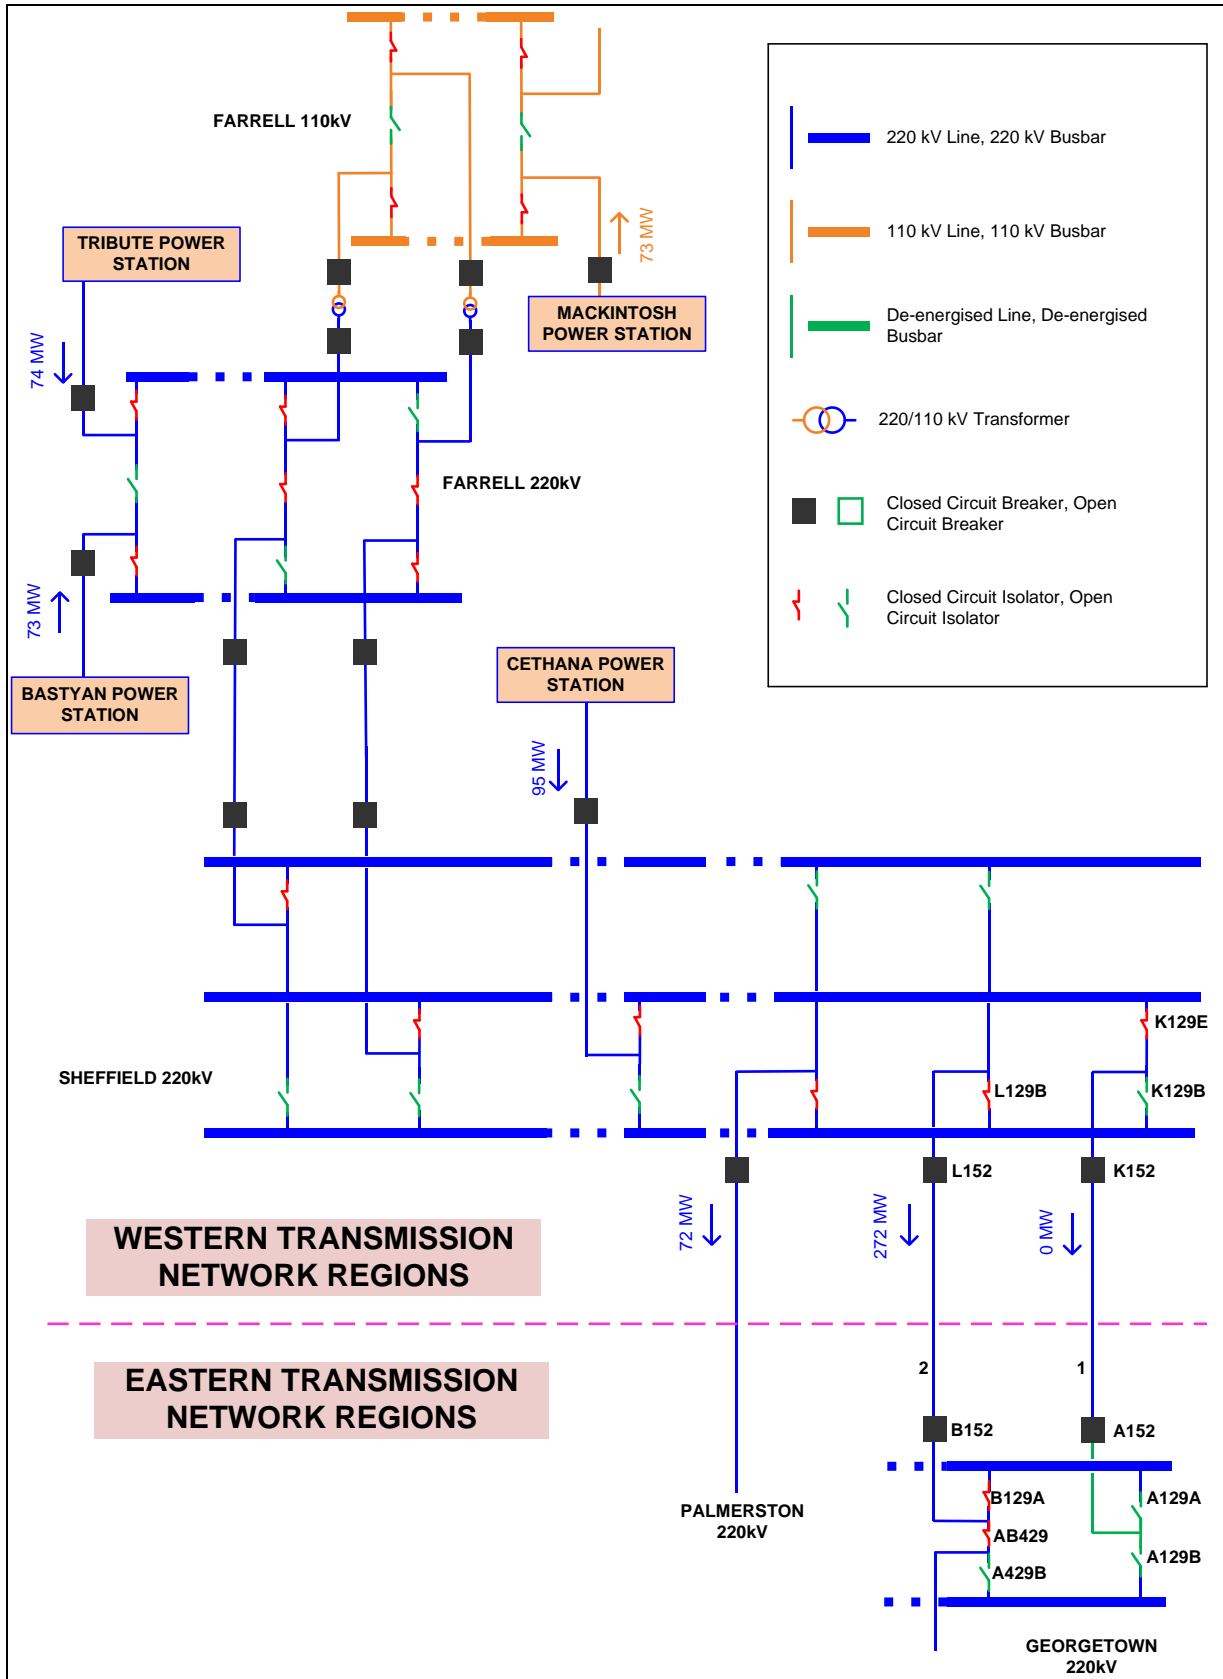 FARRELL 110kV
73 MW
TRIBUTE POWER
STATION
MACKINTOSH
POWER STATION
74 MW
FARRELL 220kV
73 MW
BASTYAN POWER
STATION
CETHANA POWER
STATION
95 MW
220 kV Line, 220 kV Busbar
110 kV Line, 110 kV Busbar
De-energised Line, De-energised
Busbar
220/110 kV Transformer
Closed Circuit Breaker, Open
Circuit Breaker
Closed Circuit Isolator, Open
Circuit Isolator
K129E
SHEFFIELD 220kV
L129B
K129B
L152
K152
72 MW
272 MW
0 MW
WESTERN TRANSMISSION
NETWORK REGIONS
EASTERN TRANSMISSION
NETWORK REGIONS
2
1
B152
A152
B129A
A129A
AB429
A129B
A429B
PALMERSTON
220kV
GEORGETOWN
220kV